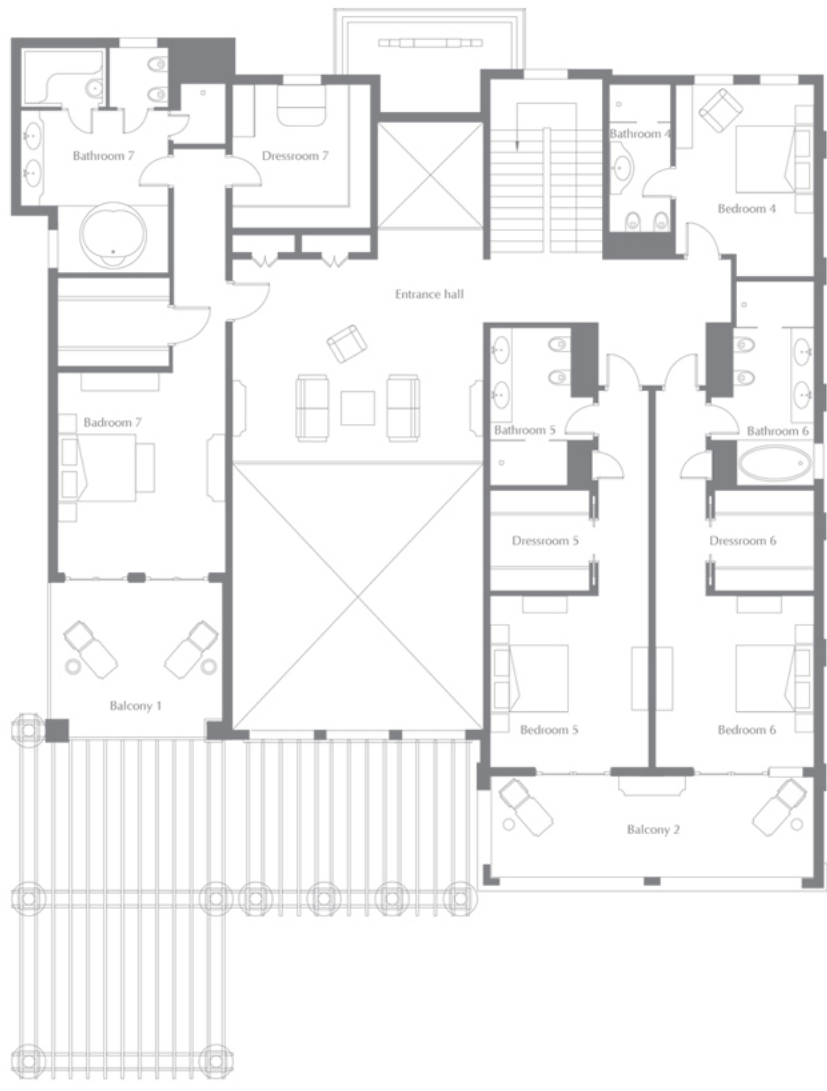 Bathroom 4
Bathroom 7
Dressroom 7
Bedroom 4
Entrance hall
Badroom 7
Bathroom 5
Bathroom 6
Dressroom 5
Dressroom 6
Balcony 1
Bedroom 5
Bedroom 6
Balcony 2